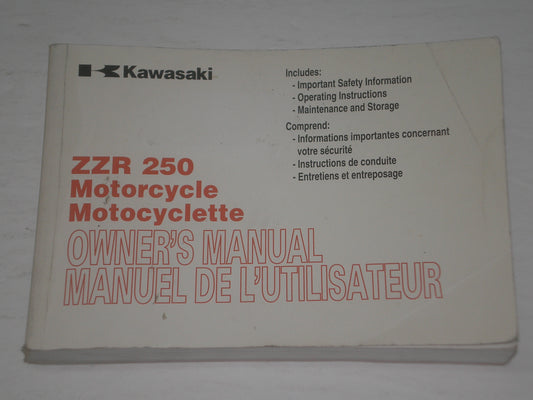 Kawasaki
ZZR 250
Motorcycle
Motocyclette
OWNER'S MANUAL
MANUEL DE L'UTILISATEUR
Includes:
- Important Safety Information
- Operating Instructions
- Maintenance and Storage
Comprend:
- Informations importantes concernant
votre sécurité
- Instructions de conduite
- Entretiens et entreposage